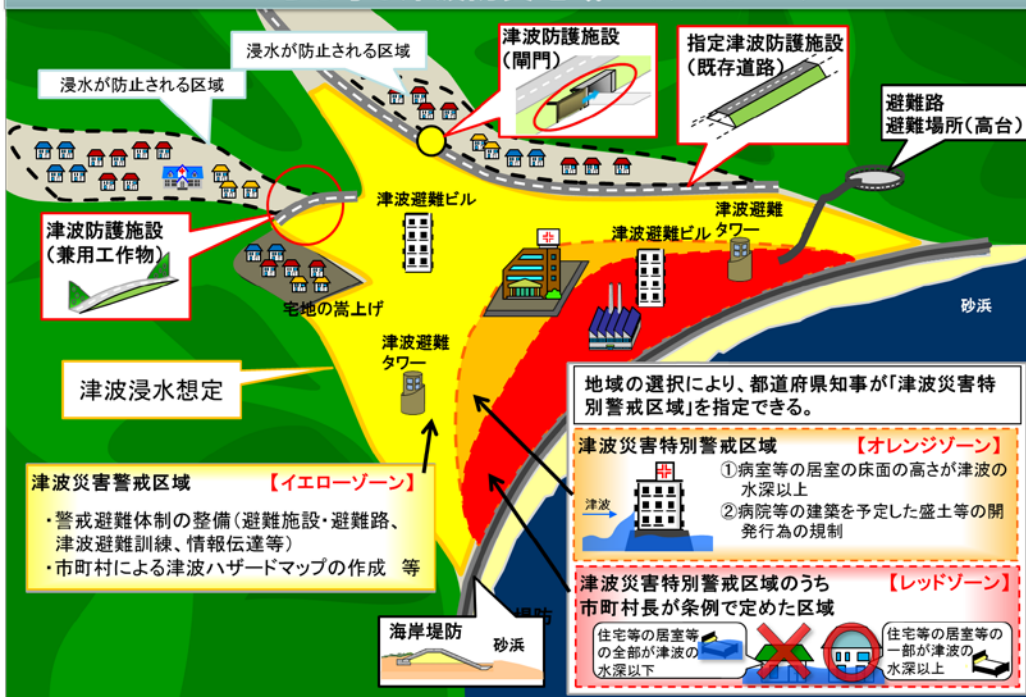 浸水が防止される区域
浸水が防止される区域
津波防護施設
(閘門)
指定津波防護施設
(既存道路)
避難路
避難場所(高台)
津波防護施設
(兼用工作物)
津波避難ビル
津波避難ビル
津波避難
タワー
宅地の嵩上げ
砂浜
津波避難
タワー
津波浸水想定
地域の選択により、都道府県知事が「津波災害特
別警戒区域」を指定できる。
津波災害警戒区域 【イエローゾーン】
・警戒避難体制の整備(避難施設・避難路、
津波避難訓練、情報伝達等)
・市町村による津波ハザードマップの作成 等
津波災害特別警戒区域 【オレンジゾーン】
津波
①病室等の居室の床面の高さが津波の
水深以上
②病院等の建築を予定した盛土等の開
発行為の規制
津波災害特別警戒区域のうち 【レッドゾーン】
市町村長が条例で定めた区域
住宅等の居室等
の全部が津波の
水深以下
住宅等の居室等の
一部が津波の
水深以上
堤防
海岸堤防
砂浜